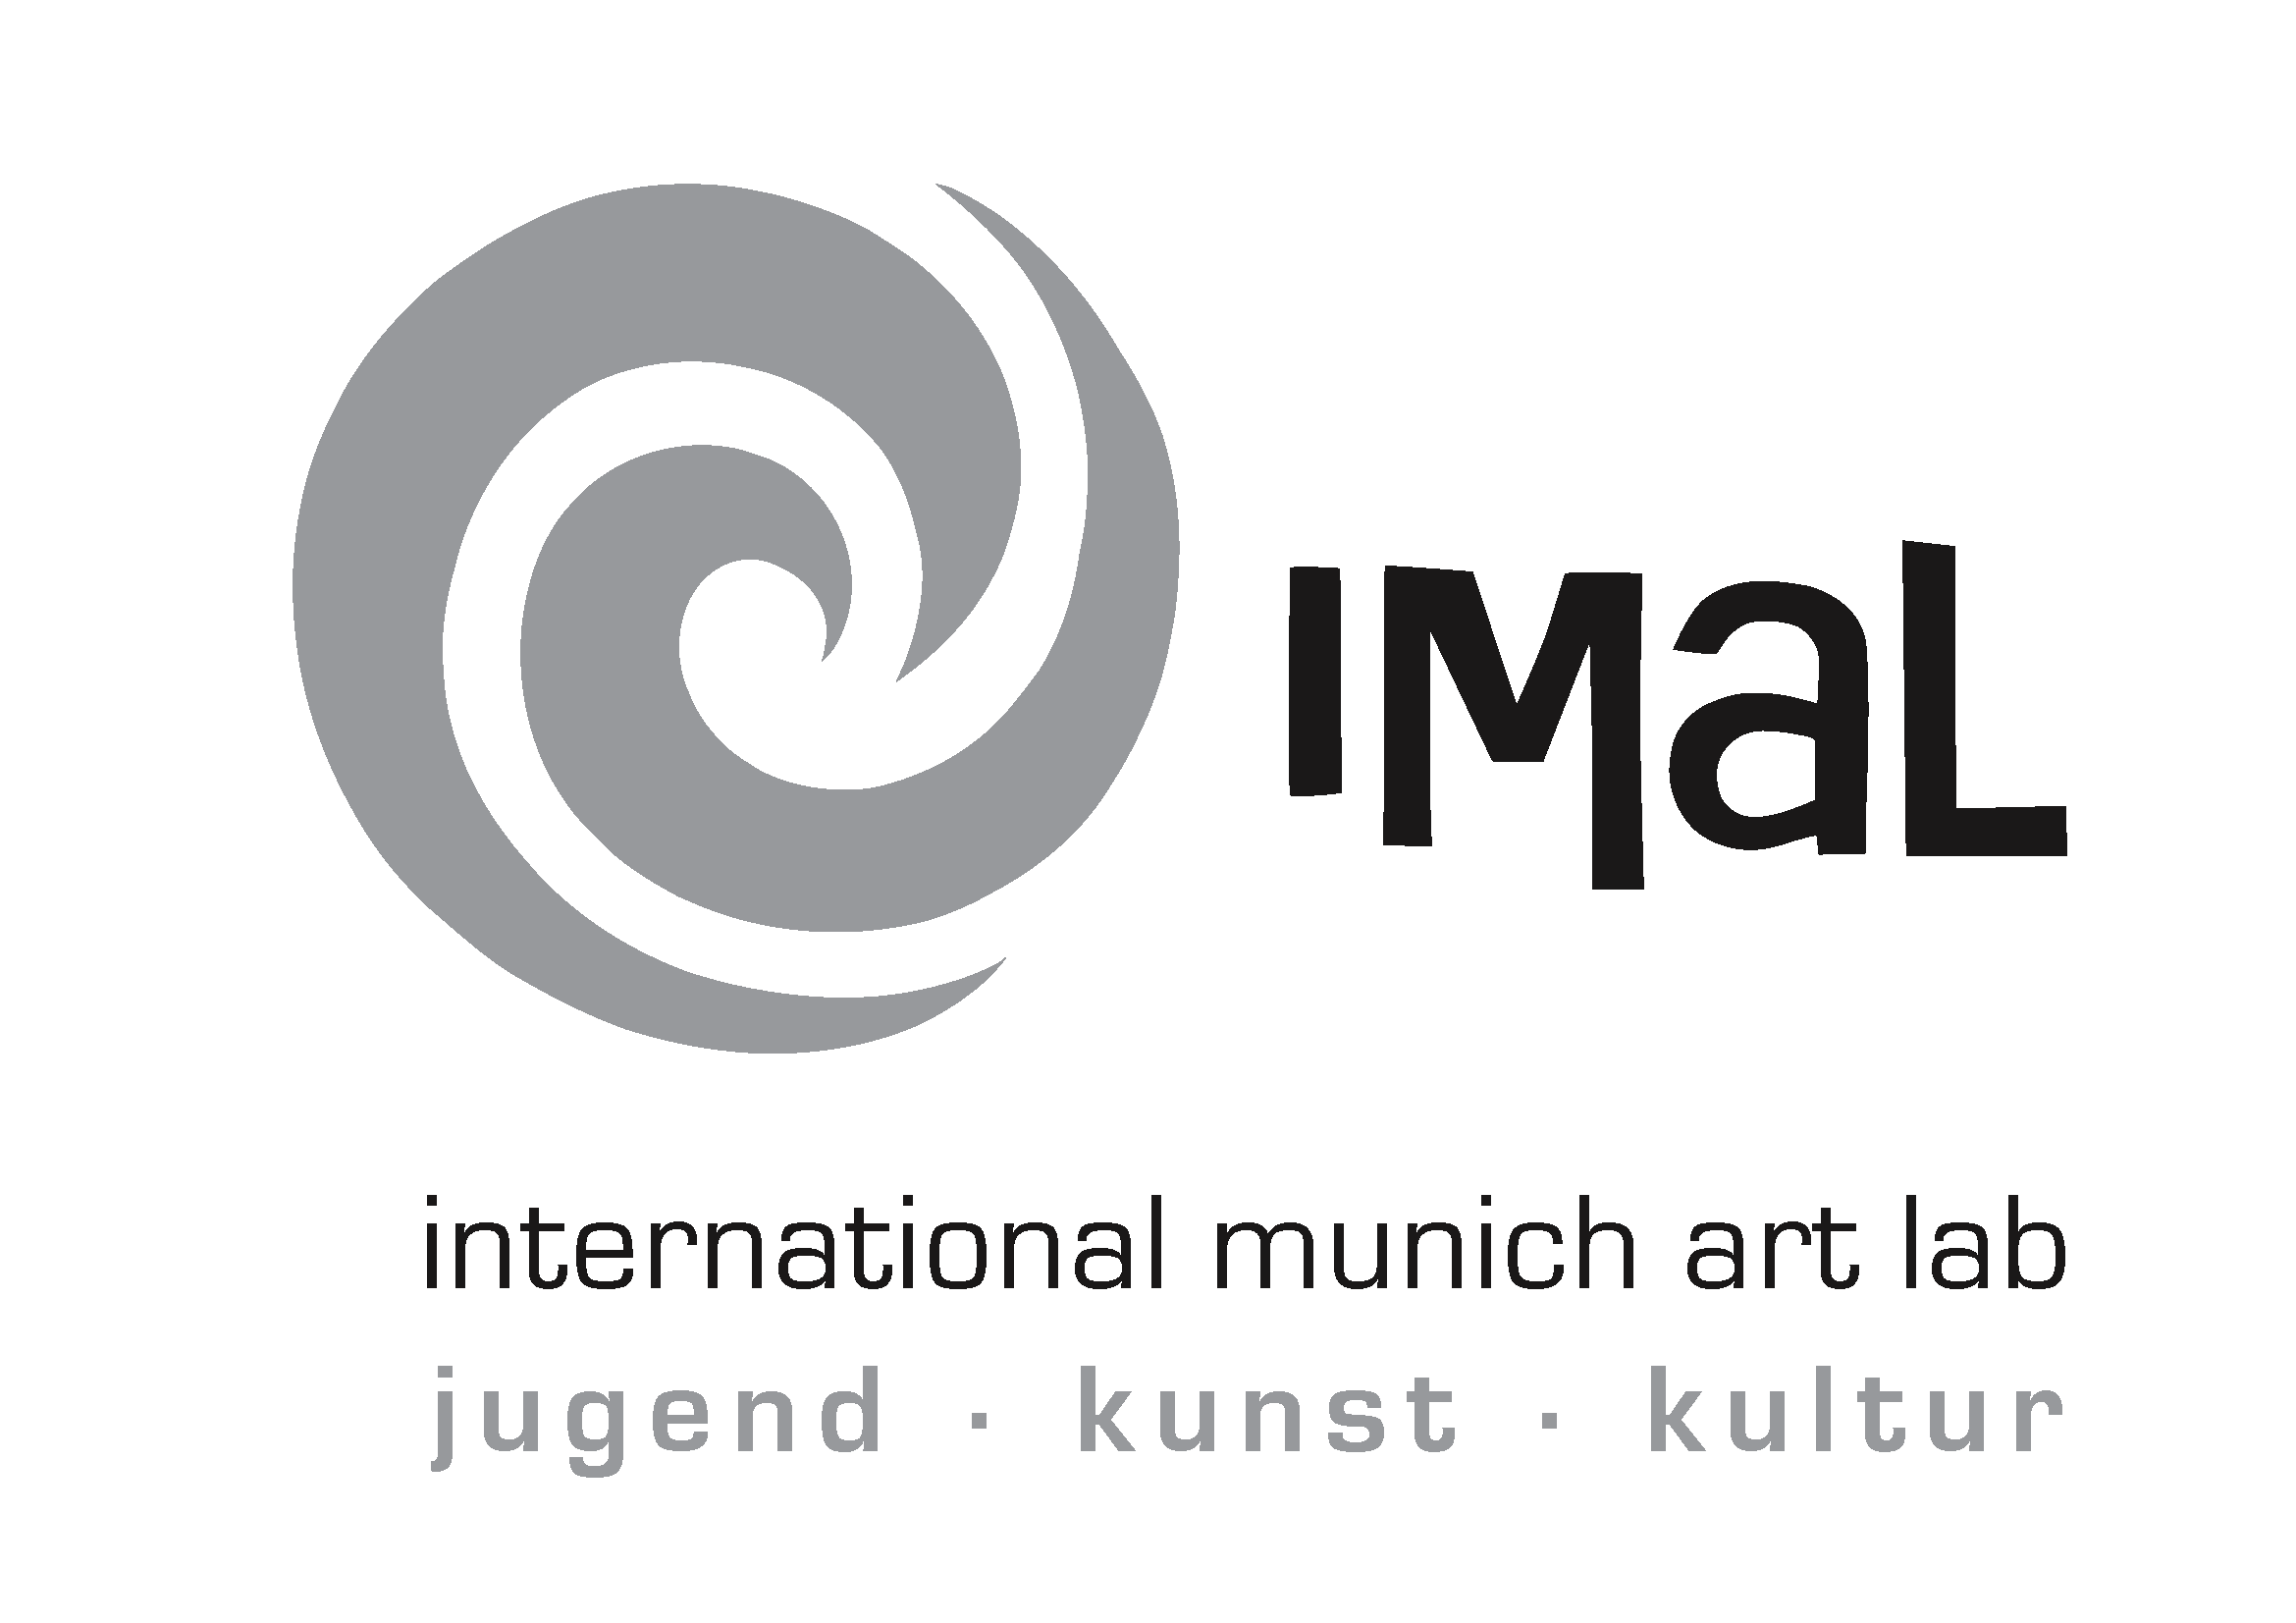 IMaL
international munich art lab
jugend · kunst · kultur